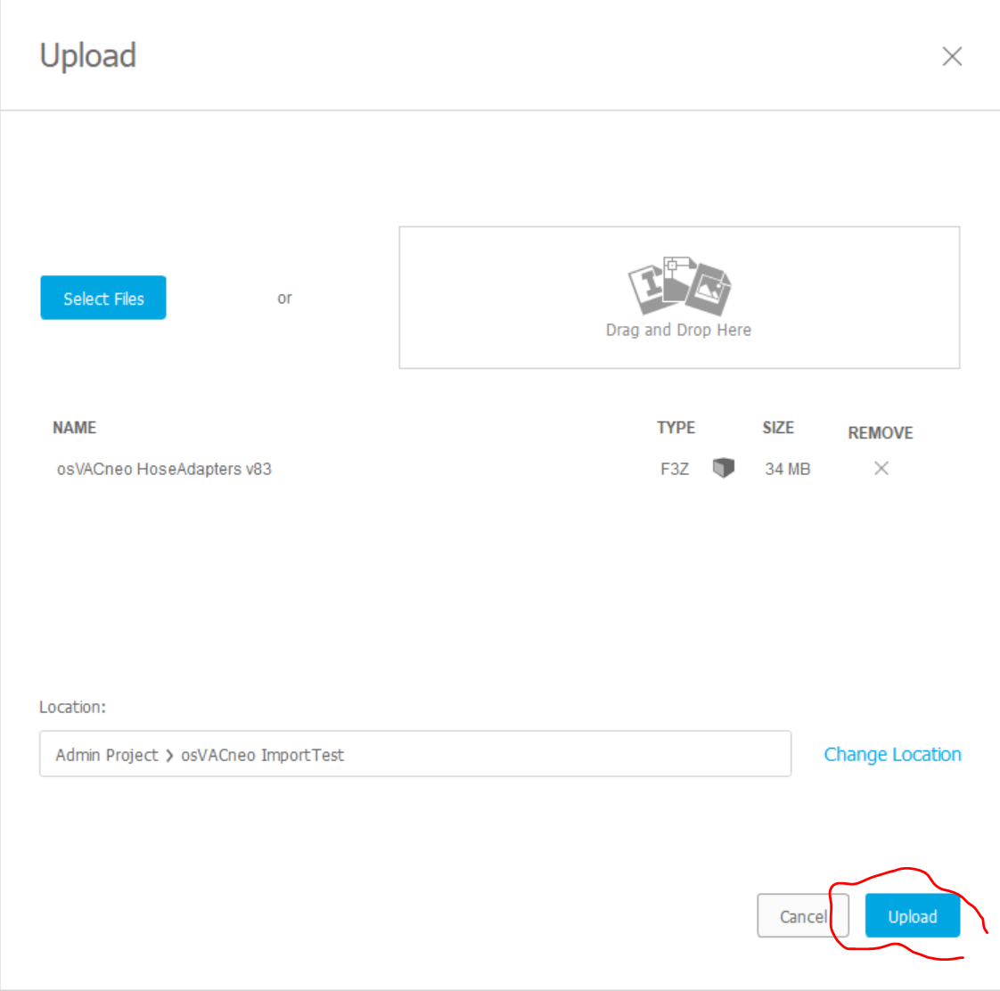 Upload
Select Files
or
Drag and Drop Here
NAME TYPE SIZE REMOVE
osVACneo HoseAdapters v83 F3Z 34 MB
Location:
Admin Project > osVACneo ImportTest
Change Location
Cancel Upload